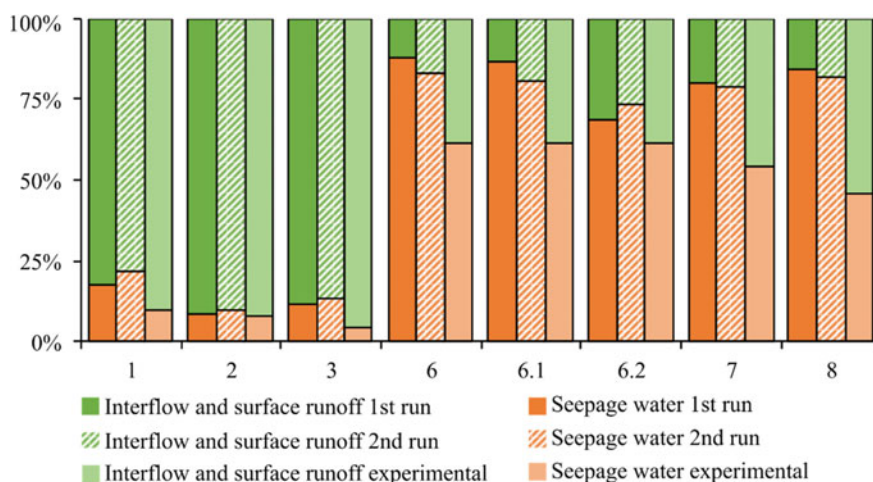 100%
75%
50%
25%
0%
1 2 3 6 6.1 6.2 7 8
Interflow and surface runoff 1st run Seepage water 1st run
Interflow and surface runoff 2nd run Seepage water 2nd run
Interflow and surface runoff experimental Seepage water experimental